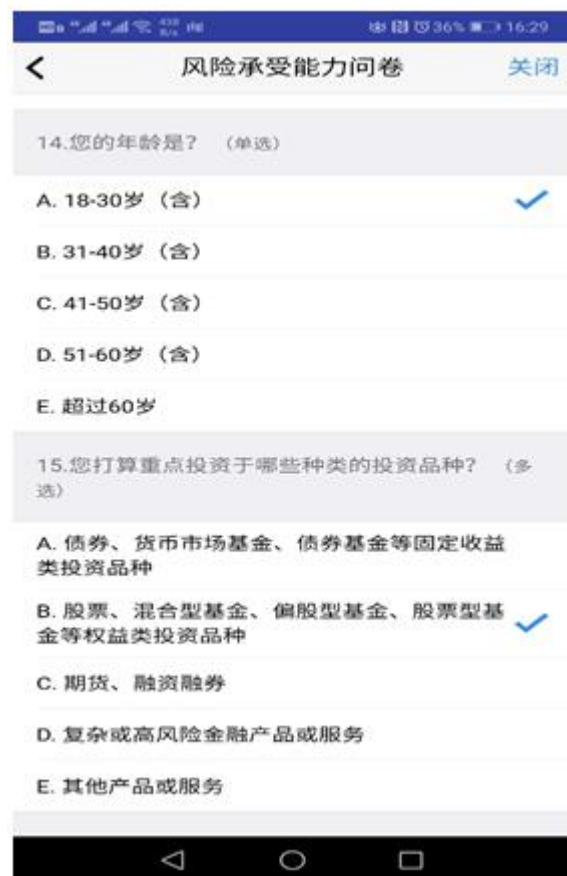 36% 16:29
风险承受能力问卷 关闭
14.您的年龄是？ （单选）
A. 18-30岁（含）
B. 31-40岁（含）
C. 41-50岁（含）
D. 51-60岁（含）
E. 超过60岁
15.您打算重点投资于哪些种类的投资品种？ （多
选）
A. 债券、货币市场基金、债券基金等固定收益
类投资品种
B. 股票、混合型基金、偏股型基金、股票型基
金等权益类投资品种
C. 期货、融资融券
D. 复杂或高风险金融产品或服务
E. 其他产品或服务